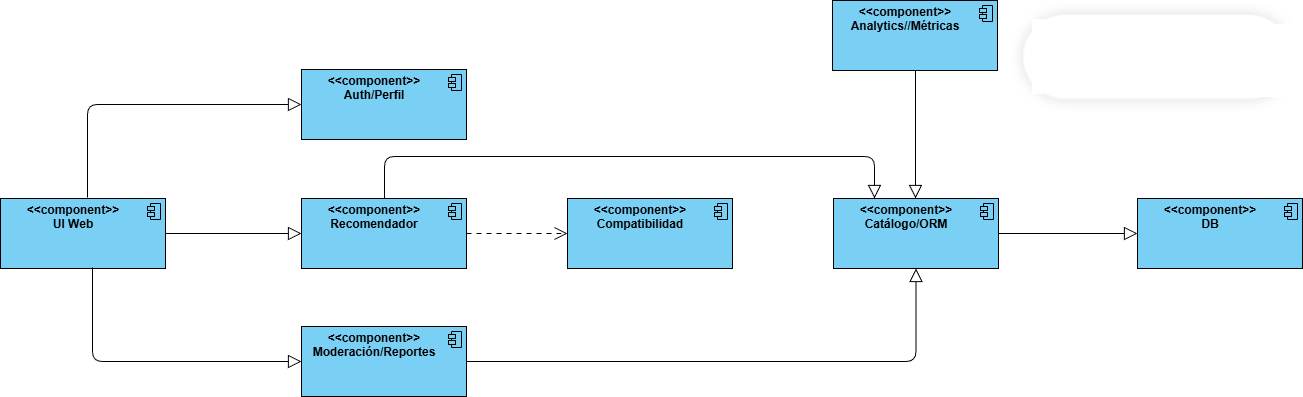 <<component>>
Analytics//Métricas
<<component>>
Auth/Perfil
<<component>>
UI Web
<<component>>
Recomendador
<<component>>
Compatibilidad
<<component>>
Catálogo/ORM
<<component>>
DB
<<component>>
Moderación/Reportes